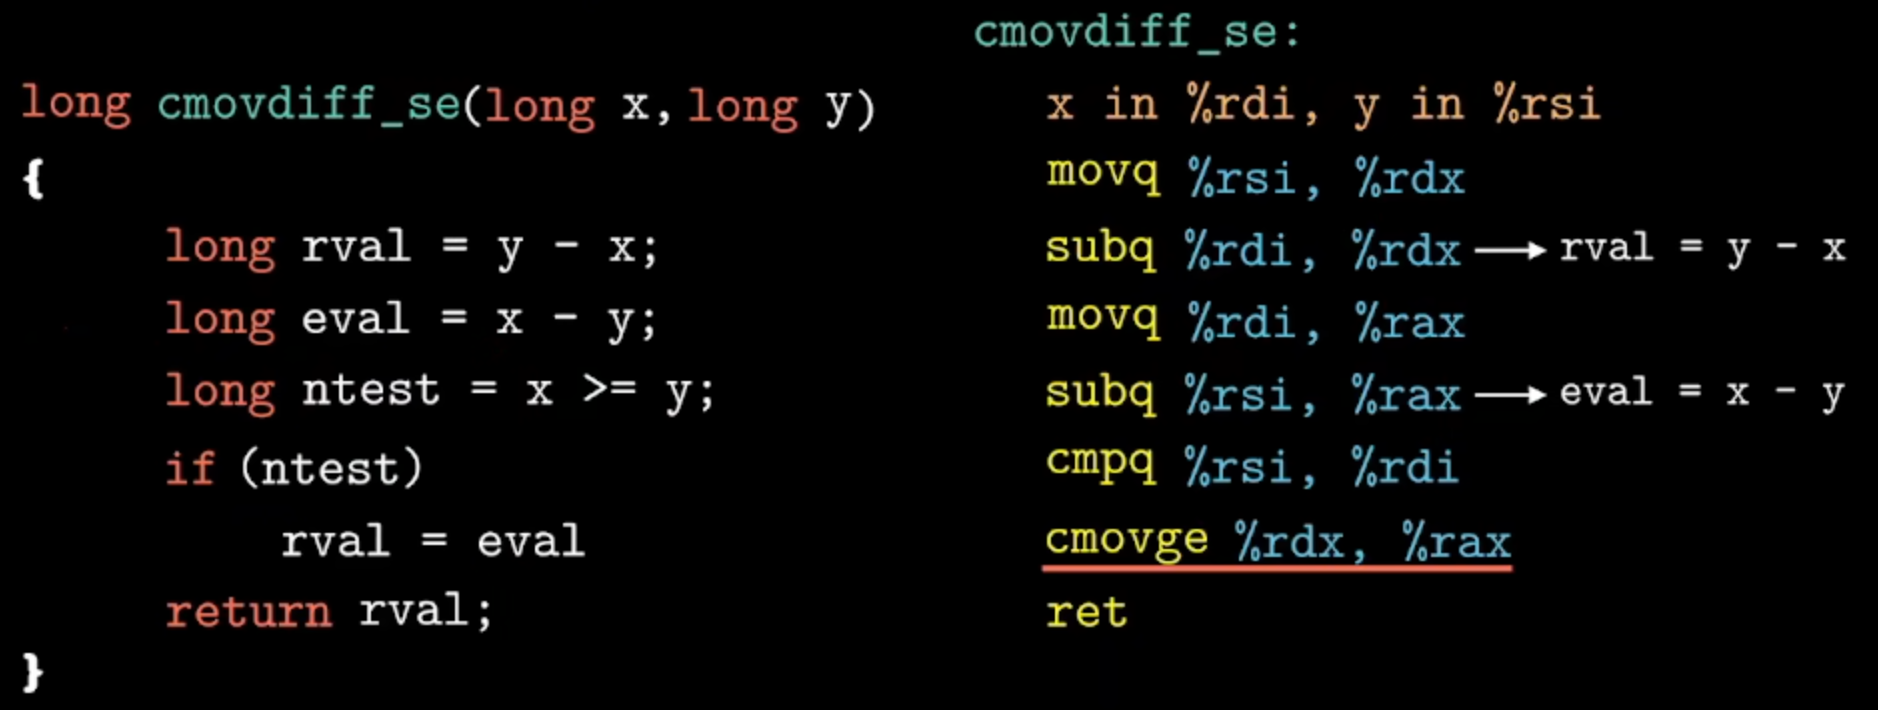 long cmovdiff_se(long x, long y)
{
long rval = y - x;
long eval = x - y;
long ntest = x >= y;
if (ntest)
rval = eval
return rval;
}
cmovdiff_se:
x in %rdi, y in %rsi
movq %rsi, %rdx
subq %rdi, %rdx → rval = y - x
movq %rdi, %rax
subq %rsi, %rax → eval = x - y
cmpq %rsi, %rdi
cmovge %rdx, %rax
ret